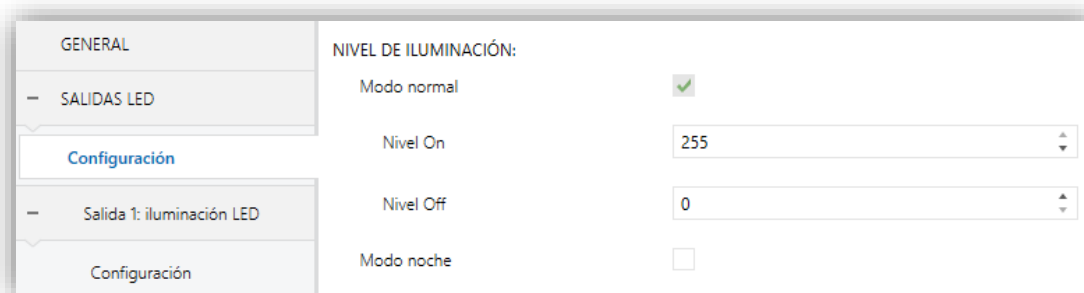 GENERAL
SALIDAS LED
Configuración
Salida 1: iluminación LED
Configuración
NIVEL DE ILUMINACIÓN:
Modo normal
Nivel On 255
Nivel Off 0
Modo noche